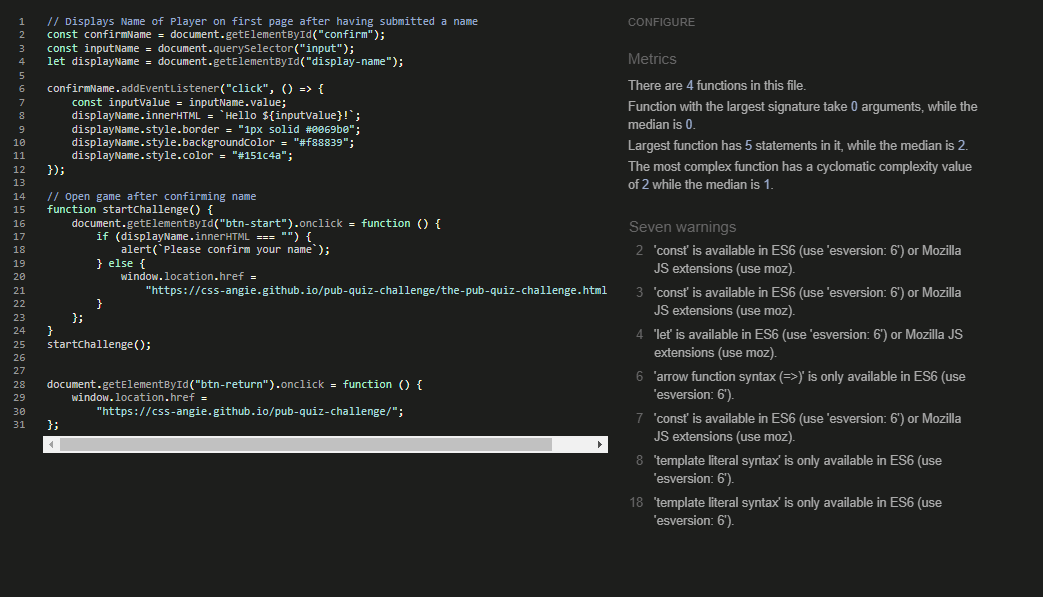 1 // Displays Name of Player on first page after having submitted a name
2 const confirmName = document.getElementById("confirm");
3 const inputName = document.querySelector("input");
4 let displayName = document.getElementById("display-name");
5
6 confirmName.addEventListener("click", () => {
7     const inputValue = inputName.value;
8     displayName.innerHTML = `Hello ${inputValue}!`;
9     displayName.style.border = "1px solid #0069b0";
10     displayName.style.backgroundColor = "#f88839";
11     displayName.style.color = "#151c4a";
12 });
13
14 // Open game after confirming name
15 function startChallenge() {
16     document.getElementById("btn-start").onclick = function () {
17         if (displayName.innerHTML === "") {
18             alert(`Please confirm your name`);
19         } else {
20             window.location.href =
21                 "https://css-angie.github.io/pub-quiz-challenge/the-pub-quiz-challenge.html
22         }
23     };
24 }
25 startChallenge();
26
27
28 document.getElementById("btn-return").onclick = function () {
29     window.location.href =
30         "https://css-angie.github.io/pub-quiz-challenge/";
31 };
CONFIGURE
Metrics
There are 4 functions in this file.
Function with the largest signature take 0 arguments, while the
median is 0.
Largest function has 5 statements in it, while the median is 2.
The most complex function has a cyclomatic complexity value
of 2 while the median is 1.
Seven warnings
2 'const' is available in ES6 (use 'esversion: 6') or Mozilla
JS extensions (use moz).
3 'const' is available in ES6 (use 'esversion: 6') or Mozilla
JS extensions (use moz).
4 'let' is available in ES6 (use 'esversion: 6') or Mozilla JS
extensions (use moz).
6 'arrow function syntax (=>)' is only available in ES6 (use
'esversion: 6').
7 'const' is available in ES6 (use 'esversion: 6') or Mozilla
JS extensions (use moz).
8 'template literal syntax' is only available in ES6 (use
'esversion: 6').
18 'template literal syntax' is only available in ES6 (use
'esversion: 6').